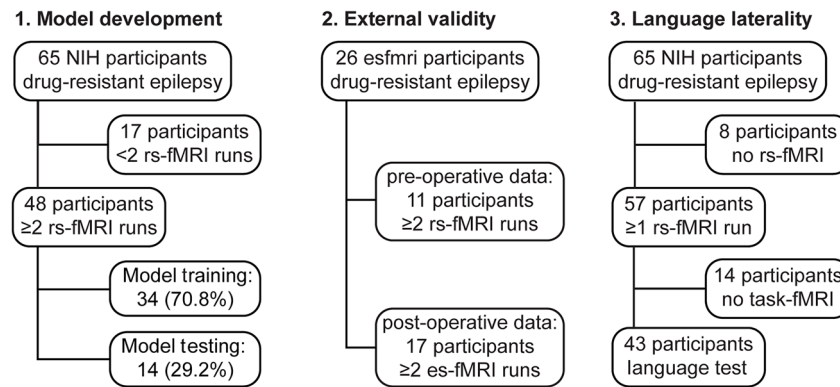 1. Model development
65 NIH participants
drug-resistant epilepsy
17 participants
<2 rs-fMRI runs
48 participants
≥2 rs-fMRI runs
Model training:
34 (70.8%)
Model testing:
14 (29.2%)
2. External validity
26 esfmri participants
drug-resistant epilepsy
pre-operative data:
11 participants
≥2 rs-fMRI runs
post-operative data:
17 participants
≥2 es-fMRI runs
3. Language laterality
65 NIH participants
drug-resistant epilepsy
8 participants
no rs-fMRI
57 participants
≥1 rs-fMRI run
14 participants
no task-fMRI
43 participants
language test